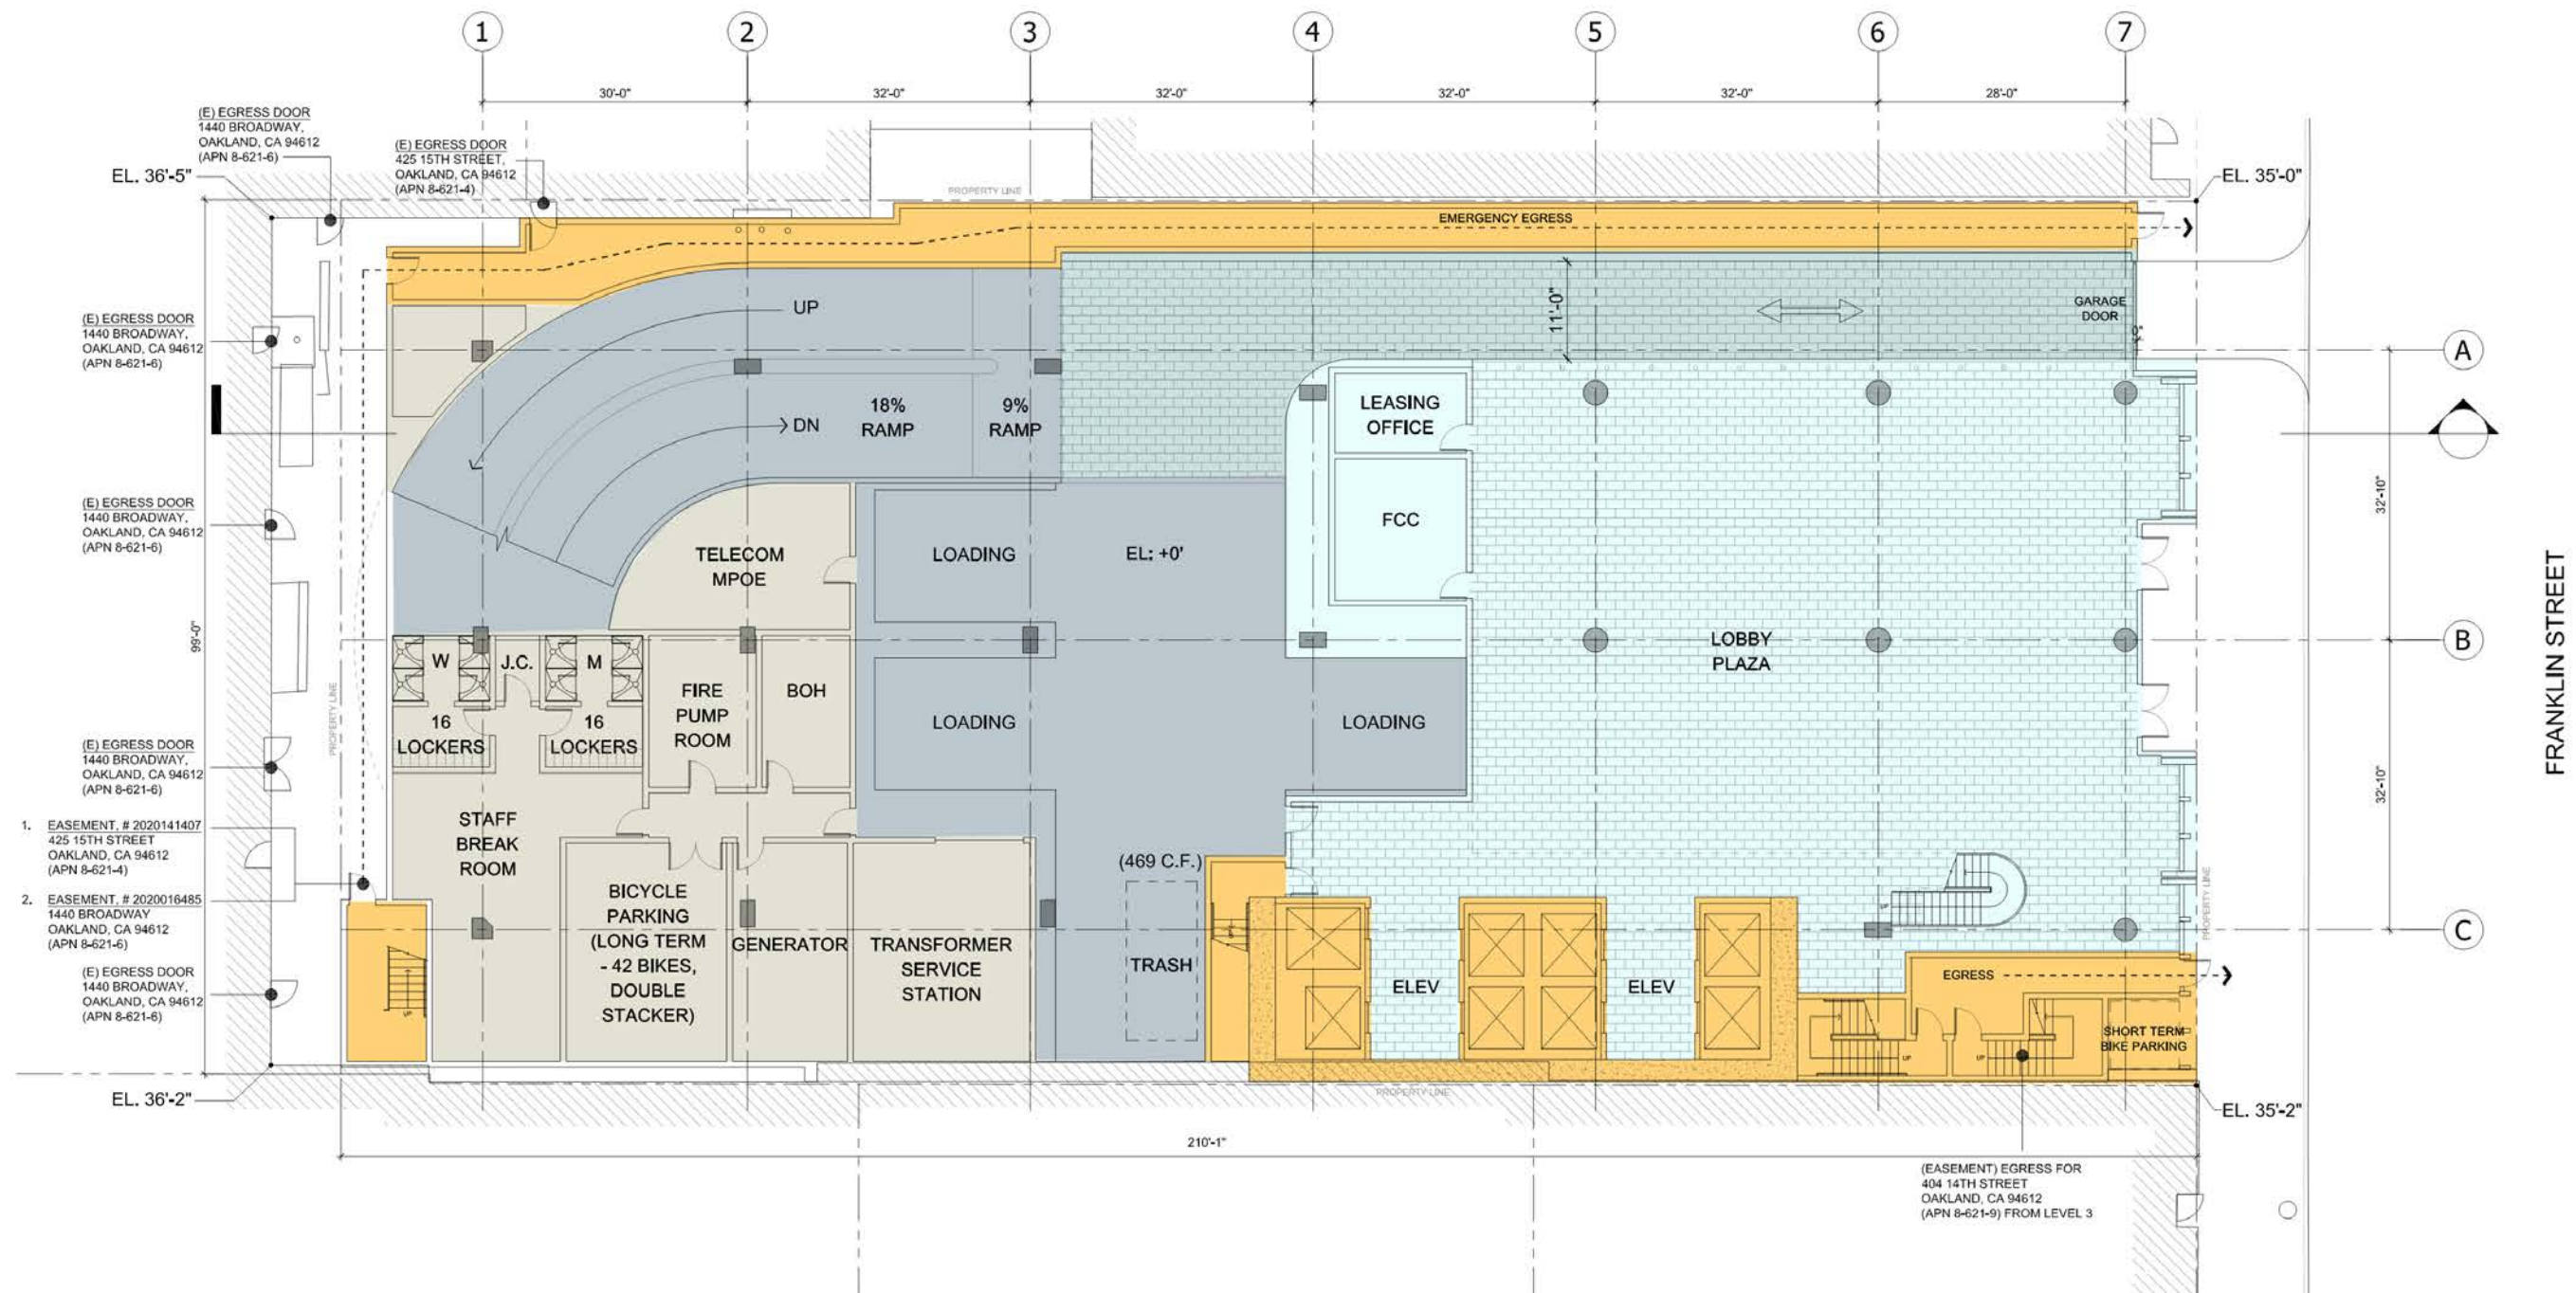 1
2
3
4
5
6
7
30'-0"
32'-0"
32'-0"
32'-0"
32'-0"
28'-0"
(E) EGRESS DOOR
1440 BROADWAY,
OAKLAND, CA 94612
(APN 8-621-6)
(E) EGRESS DOOR
425 15TH STREET,
OAKLAND, CA 94612
(APN 8-621-4)
EL. 36'-5"
EL. 35'-0"
PROPERTY LINE
EMERGENCY EGRESS
UP
11'-0"
GARAGE
DOOR
0"
A
(E) EGRESS DOOR
1440 BROADWAY,
OAKLAND, CA 94612
(APN 8-621-6)
DN
18%
RAMP
9%
RAMP
LEASING
OFFICE
FCC
32'-10"
(E) EGRESS DOOR
1440 BROADWAY,
OAKLAND, CA 94612
(APN 8-621-6)
TELECOM
MPOE
LOADING
EL: +0'
99'-0"
LOBBY
PLAZA
B
FRANKLIN STREET
W
J.C.
M
16
LOCKERS
16
LOCKERS
FIRE
PUMP
ROOM
BOH
LOADING
LOADING
PROPERTY LINE
(E) EGRESS DOOR
1440 BROADWAY,
OAKLAND, CA 94612
(APN 8-621-6)
32'-10"
1. EASEMENT, # 2020141407
425 15TH STREET
OAKLAND, CA 94612
(APN 8-621-4)
2. EASEMENT, # 2020016485
1440 BROADWAY
OAKLAND, CA 94612
(APN 8-621-6)
STAFF
BREAK
ROOM
(469 C.F.)
BICYCLE
PARKING
(LONG TERM
- 42 BIKES,
DOUBLE
STACKER)
GENERATOR
TRANSFORMER
SERVICE
STATION
TRASH
UP
ELEV
ELEV
UP
PROPERTY LINE
C
EGRESS
(E) EGRESS DOOR
1440 BROADWAY,
OAKLAND, CA 94612
(APN 8-621-6)
UP
UP
UP
SHORT TERM
BIKE PARKING
EL. 36'-2"
PROPERTY LINE
EL. 35'-2"
210'-1"
(EASEMENT) EGRESS FOR
404 14TH STREET
OAKLAND, CA 94612
(APN 8-621-9) FROM LEVEL 3